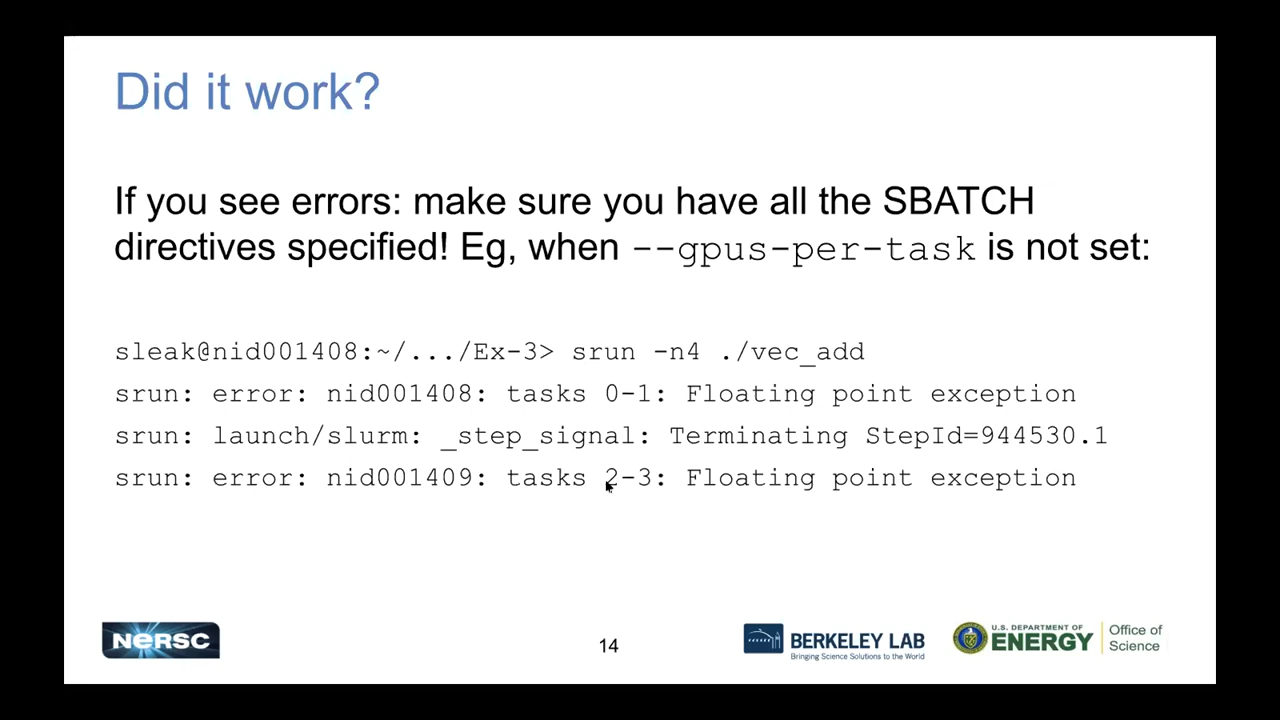 Did it work?
If you see errors: make sure you have all the SBATCH
directives specified! Eg, when --gpus-per-task is not set:
sleak@nid001408:~/.../Ex-3> srun -n4 ./vec_add
srun: error: nid001408: tasks 0-1: Floating point exception
srun: launch/slurm: _step_signal: Terminating StepId=944530.1
srun: error: nid001409: tasks 2-3: Floating point exception
NERSC
14
BERKELEY LAB
Bringing Science Solutions to the World
U.S. DEPARTMENT OF
ENERGY
Office of
Science